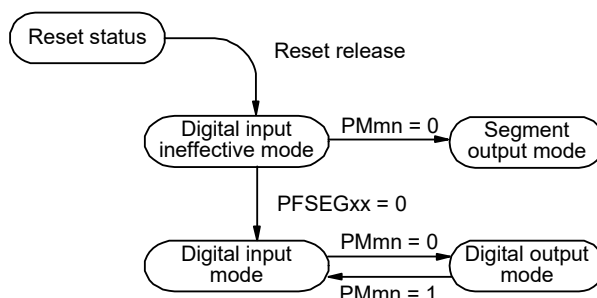 Reset status
Reset release
Digital input
ineffective mode
PMmn = 0
Segment
output mode
PFSEGxx = 0
Digital input
mode
PMmn = 0
Digital output
mode
PMmn = 1